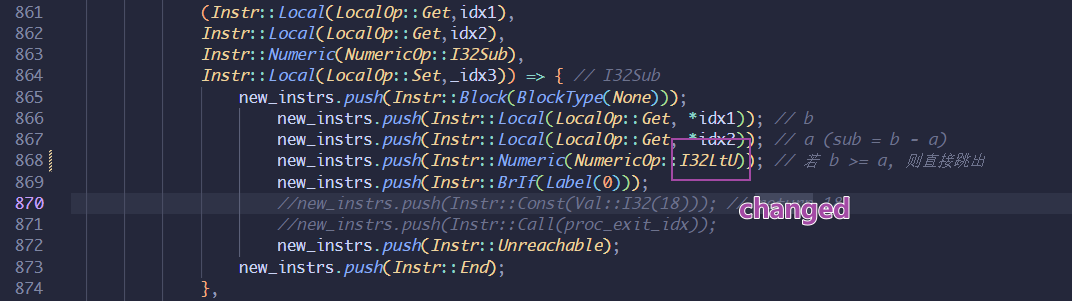 861 (Instr::Local(LocalOp::Get,idx1),
862 Instr::Local(LocalOp::Get,idx2),
863 Instr::Numeric(NumericOp::I32Sub),
864 Instr::Local(LocalOp::Set,_idx3)) => { // I32Sub
865 new_instrs.push(Instr::Block(BlockType(None)));
866 new_instrs.push(Instr::Local(LocalOp::Get, *idx1)); // b
867 new_instrs.push(Instr::Local(LocalOp::Get, *idx2)); // a (sub = b - a)
868 new_instrs.push(Instr::Numeric(NumericOp::I32LtU)); // 若 b >= a, 则直接跳出
869 new_instrs.push(Instr::BrIf(Label(0)));
870 //new_instrs.push(Instr::Const(Val::I32(18))); // 18
changed
871 //new_instrs.push(Instr::Call(proc_exit_idx));
872 new_instrs.push(Instr::Unreachable);
873 new_instrs.push(Instr::End);
874 },